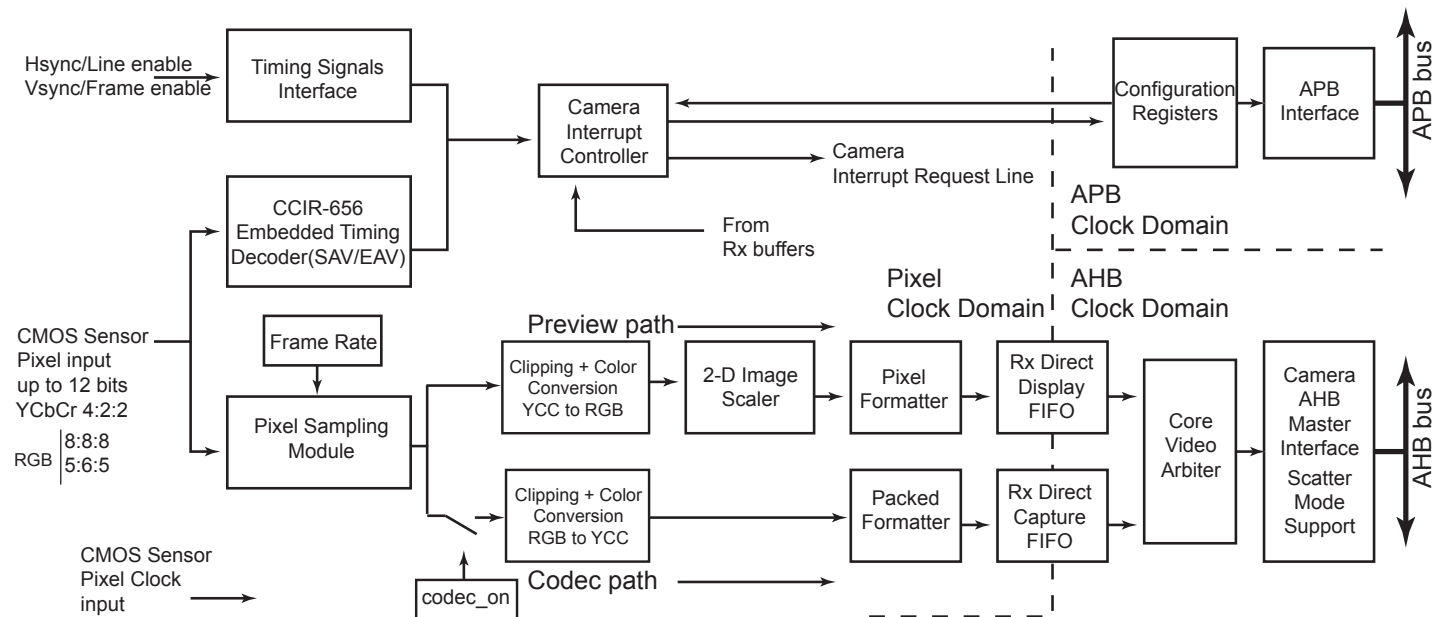 Hsync/Line enable
Vsync/Frame enable
Timing Signals
Interface
Camera
Interrupt
Controller
Configuration
Registers
APB
Interface
APB bus
Camera
Interrupt Request Line
CCIR-656
Embedded Timing
Decoder(SAV/EAV)
From
Rx buffers
APB
Clock Domain
Pixel
Clock Domain
AHB
Clock Domain
CMOS Sensor
Pixel input
up to 12 bits
YCbCr 4:2:2
RGB
8:8:8
5:6:5
Frame Rate
Pixel Sampling
Module
Preview path
Clipping + Color
Conversion
YCC to RGB
2-D Image
Scaler
Pixel
Formatter
Rx Direct
Display
FIFO
Core
Video
Arbiter
Camera
AHB
Master
Interface
Scatter
Mode
Support
AHB bus
Clipping + Color
Conversion
RGB to YCC
Packed
Formatter
Rx Direct
Capture
FIFO
Codec path
codec_on
CMOS Sensor
Pixel Clock
input